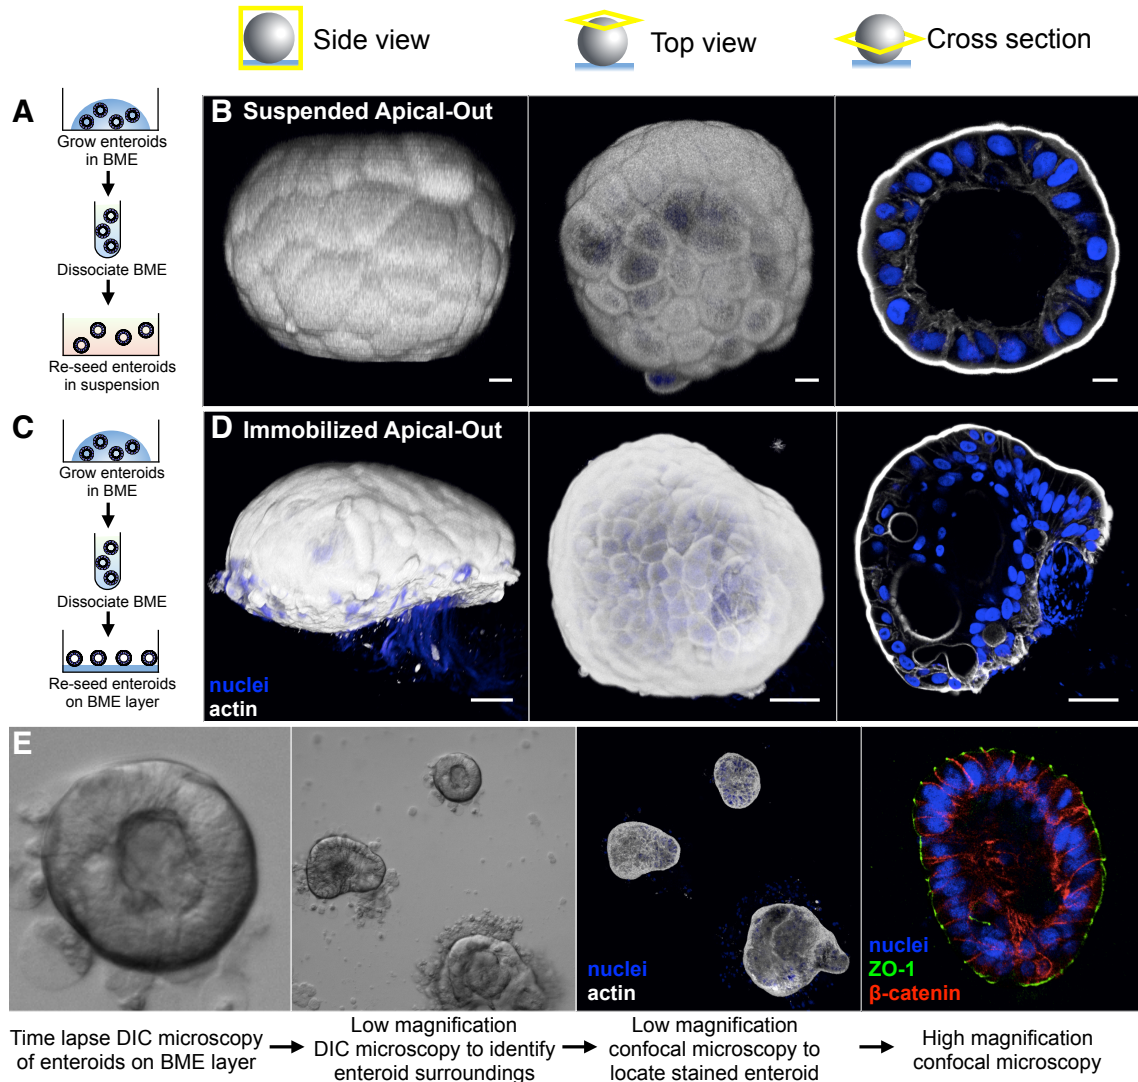 Side view
Top view
Cross section
A
Grow enteroids
in BME
Dissociate BME
Re-seed enteroids
in suspension
B
Suspended Apical-Out
C
Grow enteroids
in BME
Dissociate BME
Re-seed enteroids
on BME layer
D
Immobilized Apical-Out
nuclei
actin
E
nuclei
actin
nuclei
ZO-1
β-catenin
Time lapse DIC microscopy
of enteroids on BME layer
Low magnification
DIC microscopy to identify
enteroid surroundings
Low magnification
confocal microscopy to
locate stained enteroid
High magnification
confocal microscopy